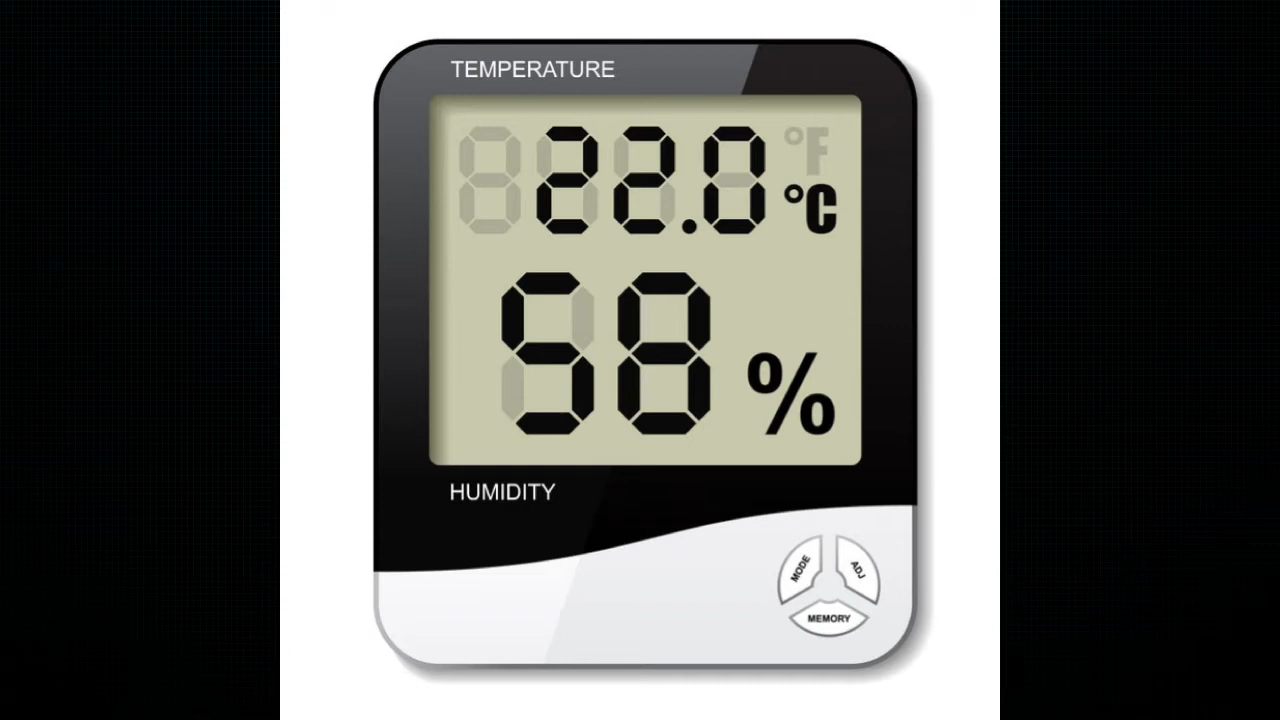 TEMPERATURE
°F
22.0 °C
58 %
HUMIDITY
MODE
ADJ
MEMORY